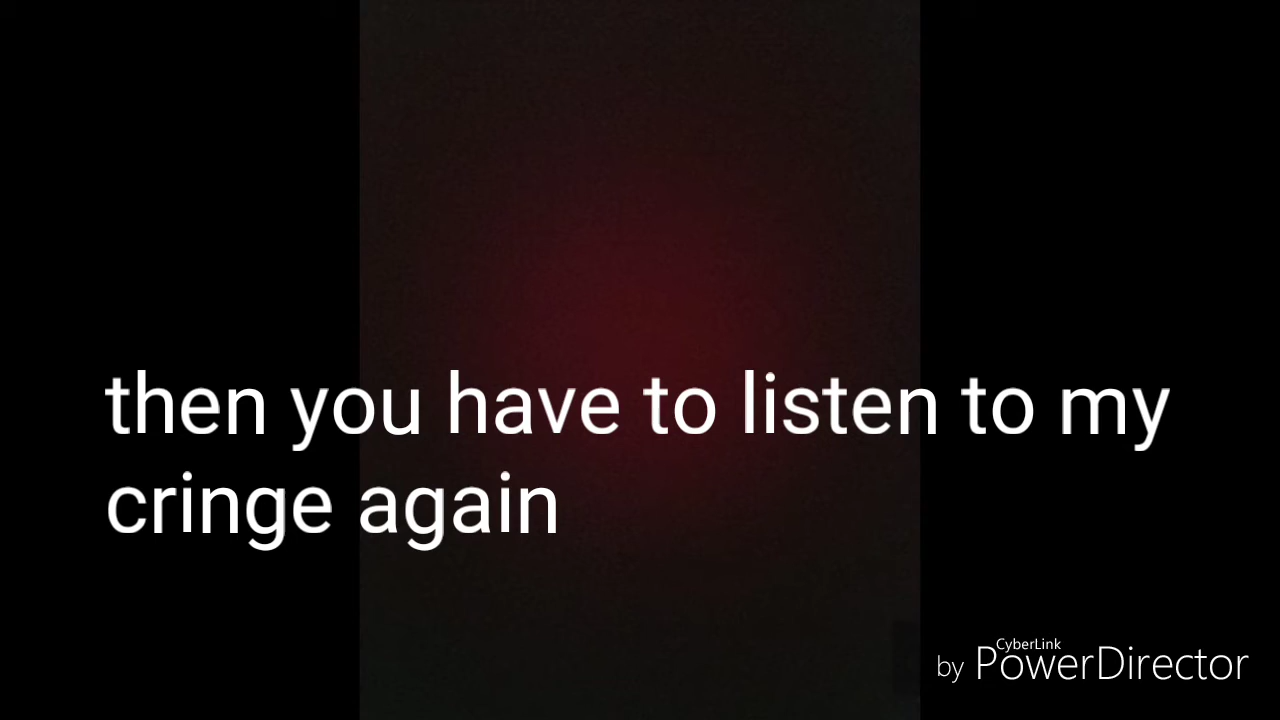 then you have to listen to my
cringe again
CyberLink
by PowerDirector